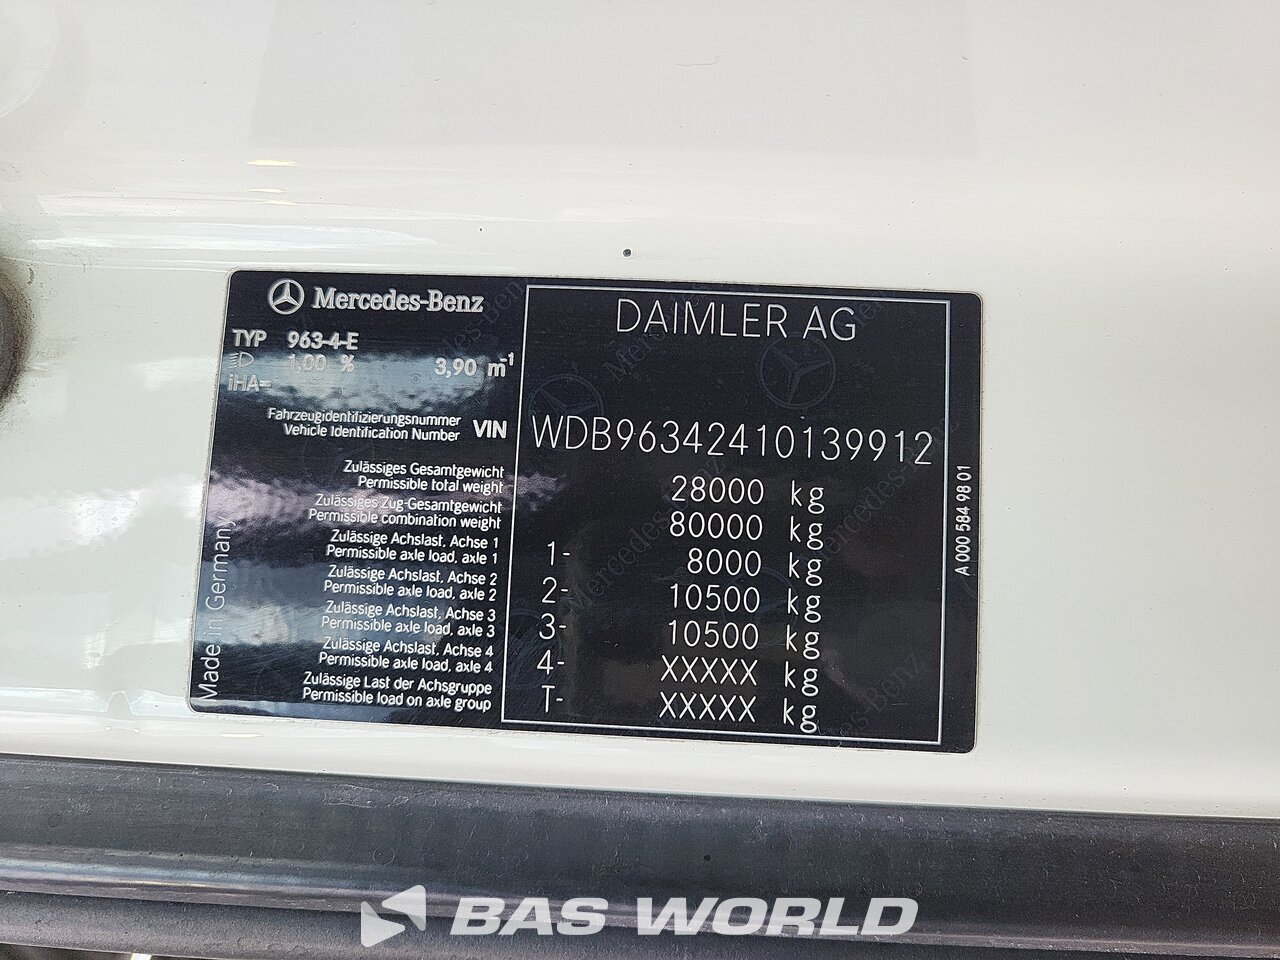 Mercedes-Benz
TYP 963-4-E
1,00 % 3,90 m-1
iHA=
Fahrzeugidentifizierungsnummer
Vehicle Identification Number VIN
Zulässiges Gesamtgewicht
Permissible total weight
Zulässiges Zug-Gesamtgewicht
Permissible combination weight
Zulässige Achslast, Achse 1
Permissible axle load, axle 1
Zulässige Achslast, Achse 2
Permissible axle load, axle 2
Zulässige Achslast, Achse 3
Permissible axle load, axle 3
Zulässige Achslast, Achse 4
Permissible axle load, axle 4
Zulässige Last der Achsgruppe
Permissible load on axle group
Made in Germany
DAIMLER AG
WDB96342410139912
28000 kg
80000 kg
1- 8000 kg
2- 10500 kg
3- 10500 kg
4- XXXXX kg
T- XXXXX kg
A 000 584 98 01
BAS WORLD